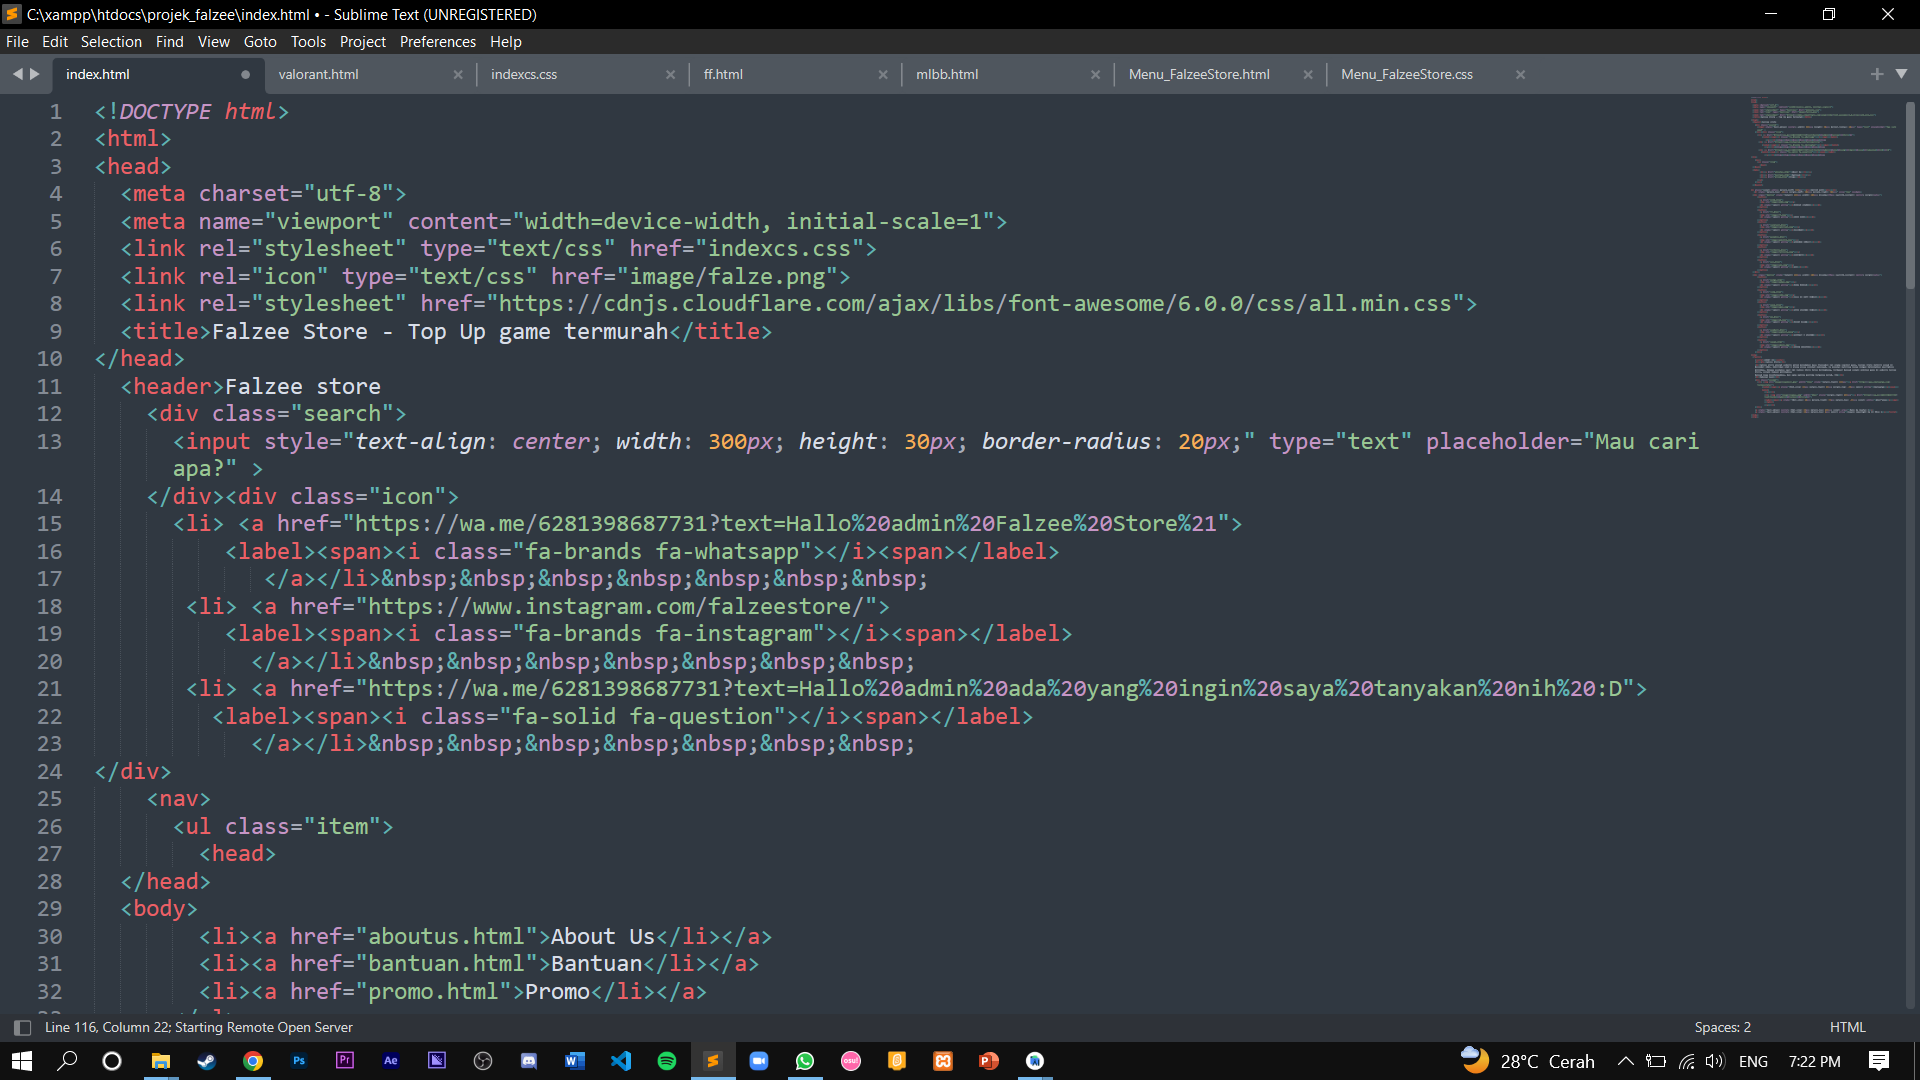 C:\xampp\htdocs\projek_falzee\index.html • - Sublime Text (UNREGISTERED)
File Edit Selection Find View Goto Tools Project Preferences Help
index.html valorant.html indexcs.css ff.html mlbb.html Menu_FalzeeStore.html Menu_FalzeeStore.css
1 <!DOCTYPE html>
2 <html>
3 <head>
4 <meta charset="utf-8">
5 <meta name="viewport" content="width=device-width, initial-scale=1">
6 <link rel="stylesheet" type="text/css" href="indexcs.css">
7 <link rel="icon" type="text/css" href="image/falze.png">
8 <link rel="stylesheet" href="https://cdnjs.cloudflare.com/ajax/libs/font-awesome/6.0.0/css/all.min.css">
9 <title>Falzee Store - Top Up game termurah</title>
10 </head>
11 <header>Falzee store
12 <div class="search">
13 <input style="text-align: center; width: 300px; height: 30px; border-radius: 20px;" type="text" placeholder="Mau cari
apa?" >
14 </div><div class="icon">
15 <li> <a href="https://wa.me/6281398687731?text=Hallo%20admin%20Falzee%20Store%21">
16 <label><span><i class="fa-brands fa-whatsapp"></i><span></label>
17 </a></li>&nbsp;&nbsp;&nbsp;&nbsp;&nbsp;&nbsp;&nbsp;
18 <li> <a href="https://www.instagram.com/falzeestore/">
19 <label><span><i class="fa-brands fa-instagram"></i><span></label>
20 </a></li>&nbsp;&nbsp;&nbsp;&nbsp;&nbsp;&nbsp;&nbsp;
21 <li> <a href="https://wa.me/6281398687731?text=Hallo%20admin%20ada%20yang%20ingin%20saya%20tanyakan%20nih%20:D">
22 <label><span><i class="fa-solid fa-question"></i><span></label>
23 </a></li>&nbsp;&nbsp;&nbsp;&nbsp;&nbsp;&nbsp;&nbsp;
24 </div>
25 <nav>
26 <ul class="item">
27 <head>
28 </head>
29 <body>
30 <li><a href="aboutus.html">About Us</li></a>
31 <li><a href="bantuan.html">Bantuan</li></a>
32 <li><a href="promo.html">Promo</li></a>
Line 116, Column 22; Starting Remote Open Server Spaces: 2 HTML
Ps Pr Ae W osu! P 28°C Cerah ENG 7:22 PM